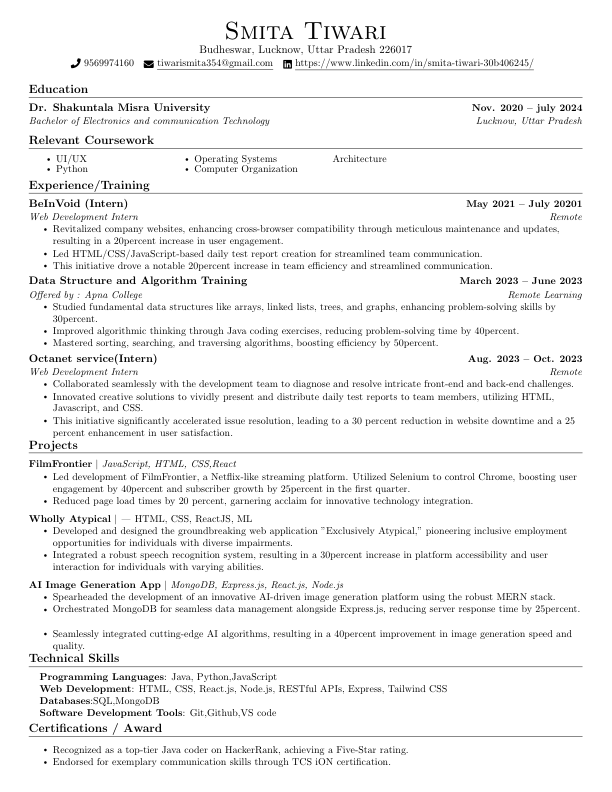 Smita Tiwari
Budheswar, Lucknow, Uttar Pradesh 226017
9569974160 tiwarismita354@gmail.com https://www.linkedin.com/in/smita-tiwari-30b406245/
Education
Dr. Shakuntala Misra University Nov. 2020 – july 2024
Bachelor of Electronics and communication Technology Lucknow, Uttar Pradesh
Relevant Coursework
• UI/UX • Operating Systems Architecture
• Python • Computer Organization
Experience/Training
BeInVoid (Intern) May 2021 – July 20201
Web Development Intern Remote
• Revitalized company websites, enhancing cross-browser compatibility through meticulous maintenance and updates,
resulting in a 20percent increase in user engagement.
• Led HTML/CSS/JavaScript-based daily test report creation for streamlined team communication.
• This initiative drove a notable 20percent increase in team efficiency and streamlined communication.
Data Structure and Algorithm Training March 2023 – June 2023
Offered by : Apna College Remote Learning
• Studied fundamental data structures like arrays, linked lists, trees, and graphs, enhancing problem-solving skills by
30percent.
• Improved algorithmic thinking through Java coding exercises, reducing problem-solving time by 40percent.
• Mastered sorting, searching, and traversing algorithms, boosting efficiency by 50percent.
Octanet service(Intern) Aug. 2023 – Oct. 2023
Web Development Intern Remote
• Collaborated seamlessly with the development team to diagnose and resolve intricate front-end and back-end challenges.
• Innovated creative solutions to vividly present and distribute daily test reports to team members, utilizing HTML,
Javascript, and CSS.
• This initiative significantly accelerated issue resolution, leading to a 30 percent reduction in website downtime and a 25
percent enhancement in user satisfaction.
Projects
FilmFrontier | JavaScript, HTML, CSS,React
• Led development of FilmFrontier, a Netflix-like streaming platform. Utilized Selenium to control Chrome, boosting user
engagement by 40percent and subscriber growth by 25percent in the first quarter.
• Reduced page load times by 20 percent, garnering acclaim for innovative technology integration.
Wholly Atypical | — HTML, CSS, ReactJS, ML
• Developed and designed the groundbreaking web application ”Exclusively Atypical,” pioneering inclusive employment
opportunities for individuals with diverse impairments.
• Integrated a robust speech recognition system, resulting in a 30percent increase in platform accessibility and user
interaction for individuals with varying abilities.
AI Image Generation App | MongoDB, Express.js, React.js, Node.js
• Spearheaded the development of an innovative AI-driven image generation platform using the robust MERN stack.
• Orchestrated MongoDB for seamless data management alongside Express.js, reducing server response time by 25percent.
• Seamlessly integrated cutting-edge AI algorithms, resulting in a 40percent improvement in image generation speed and
quality.
Technical Skills
Programming Languages: Java, Python,JavaScript
Web Development: HTML, CSS, React.js, Node.js, RESTful APIs, Express, Tailwind CSS
Databases:SQL,MongoDB
Software Development Tools: Git,Github,VS code
Certifications / Award
• Recognized as a top-tier Java coder on HackerRank, achieving a Five-Star rating.
• Endorsed for exemplary communication skills through TCS iON certification.